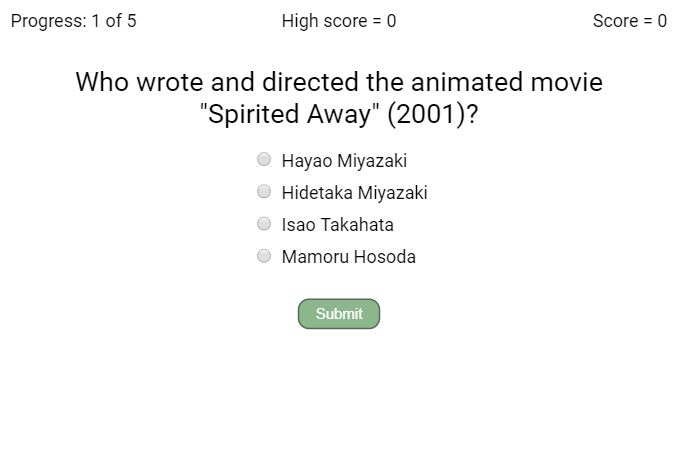 Progress: 1 of 5 High score = 0 Score = 0
Who wrote and directed the animated movie
"Spirited Away" (2001)?
Hayao Miyazaki
Hidetaka Miyazaki
Isao Takahata
Mamoru Hosoda
Submit